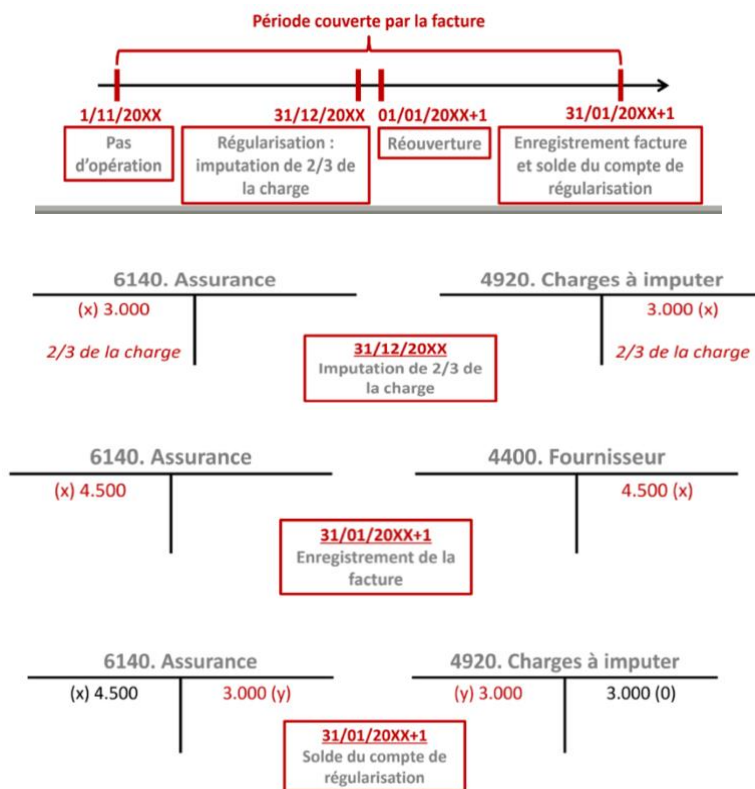 Période couverte par la facture
1/11/20XX 31/12/20XX 01/01/20XX+1 31/01/20XX+1
Pas
d'opération
Régularisation :
imputation de 2/3 de
la charge
Réouverture
Enregistrement facture
et solde du compte de
régularisation
6140. Assurance
(x) 3.000
2/3 de la charge
4920. Charges à imputer
3.000 (x)
2/3 de la charge
31/12/20XX
Imputation de 2/3 de
la charge
6140. Assurance
(x) 4.500
4400. Fournisseur
4.500 (x)
31/01/20XX+1
Enregistrement de la
facture
6140. Assurance
(x) 4.500 3.000 (y)
4920. Charges à imputer
(y) 3.000 3.000 (0)
31/01/20XX+1
Solde du compte de
régularisation